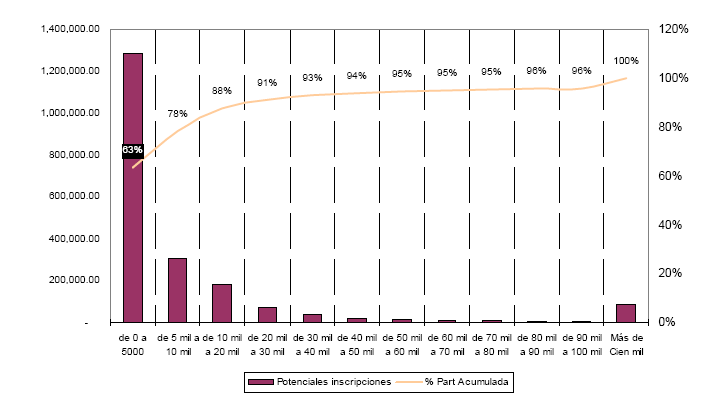 1,400,000.00
1,200,000.00
1,000,000.00
800,000.00
600,000.00
400,000.00
200,000.00
-
120%
100%
80%
60%
40%
20%
0%
63%
78%
88%
91%
93%
94%
95%
95%
95%
96%
96%
100%
de 0 a
5000
de 5 mil a
10 mil
de 10 mil
a 20 mil
de 20 mil
a 30 mil
de 30 mil
a 40 mil
de 40 mil
a 50 mil
de 50 mil
a 60 mil
de 60 mil
a 70 mil
de 70 mil
a 80 mil
de 80 mil
a 90 mil
de 90 mil
a 100 mil
Más de
Cien mil
Potenciales inscripciones
% Part Acumulada